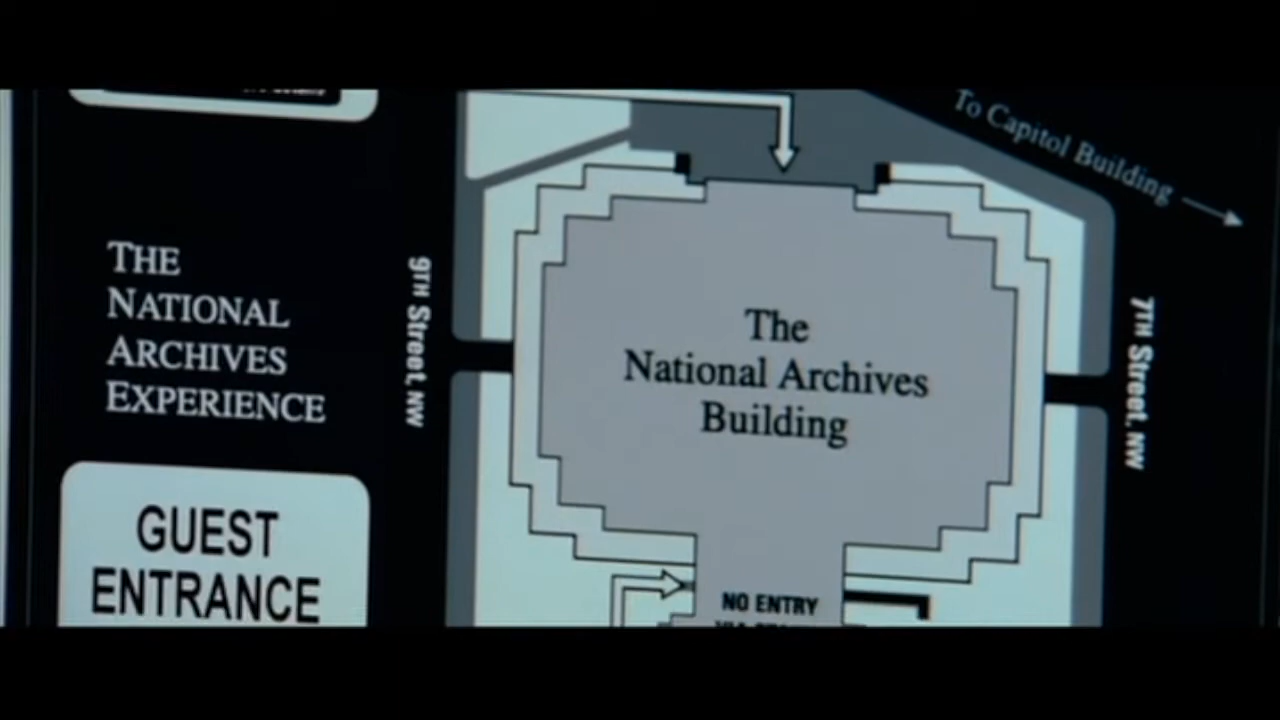 THE
NATIONAL
ARCHIVES
EXPERIENCE
GUEST
ENTRANCE
9TH Street, NW
To Capitol Building
The
National Archives
Building
7TH Street, NW
NO ENTRY